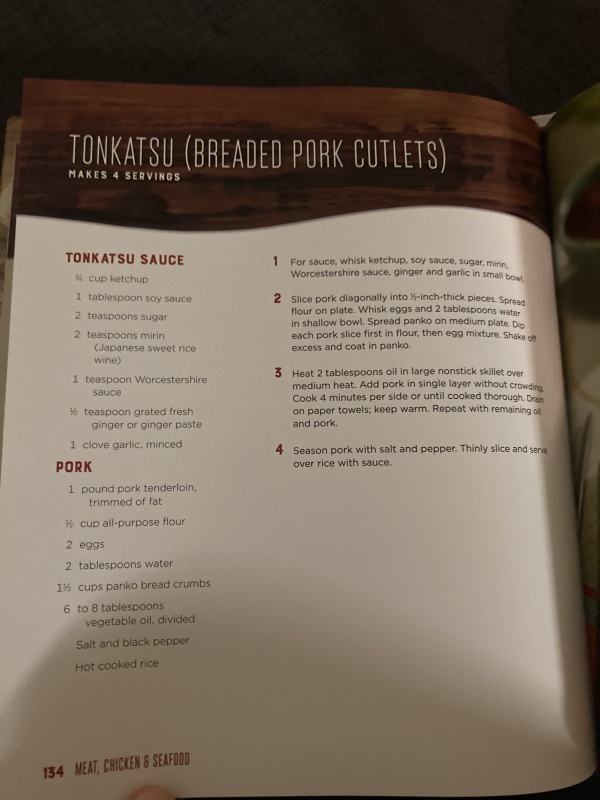 TONKATSU (BREADED PORK CUTLETS)
MAKES 4 SERVINGS
TONKATSU SAUCE
¾ cup ketchup
1 tablespoon soy sauce
2 teaspoons sugar
2 teaspoons mirin
(Japanese sweet rice
wine)
1 teaspoon Worcestershire
sauce
½ teaspoon grated fresh
ginger or ginger paste
1 clove garlic, minced
PORK
1 pound pork tenderloin,
trimmed of fat
½ cup all-purpose flour
2 eggs
2 tablespoons water
1½ cups panko bread crumbs
6 to 8 tablespoons
vegetable oil, divided
Salt and black pepper
Hot cooked rice
1 For sauce, whisk ketchup, soy sauce, sugar, mirin,
Worcestershire sauce, ginger and garlic in small bowl.
2 Slice pork diagonally into ½-inch-thick pieces. Spread
flour on plate. Whisk eggs and 2 tablespoons water
in shallow bowl. Spread panko on medium plate. Dip
each pork slice first in flour, then egg mixture. Shake off
excess and coat in panko.
3 Heat 2 tablespoons oil in large nonstick skillet over
medium heat. Add pork in single layer without crowding.
Cook 4 minutes per side or until cooked thorough. Drain
on paper towels; keep warm. Repeat with remaining oil
and pork.
4 Season pork with salt and pepper. Thinly slice and serve
over rice with sauce.
134 MEAT, CHICKEN & SEAFOOD